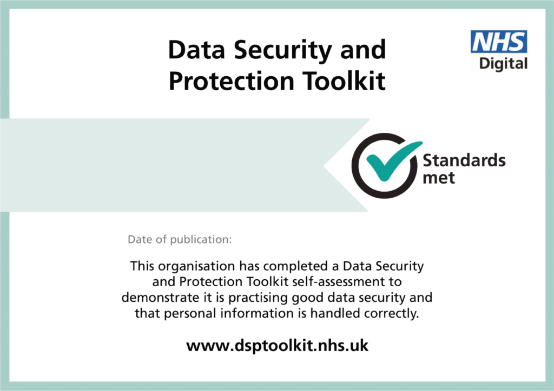 Data Security and
Protection Toolkit
NHS
Digital
Standards
met
Date of publication:
This organisation has completed a Data Security
and Protection Toolkit self-assessment to
demonstrate it is practising good data security and
that personal information is handled correctly.
www.dsptoolkit.nhs.uk